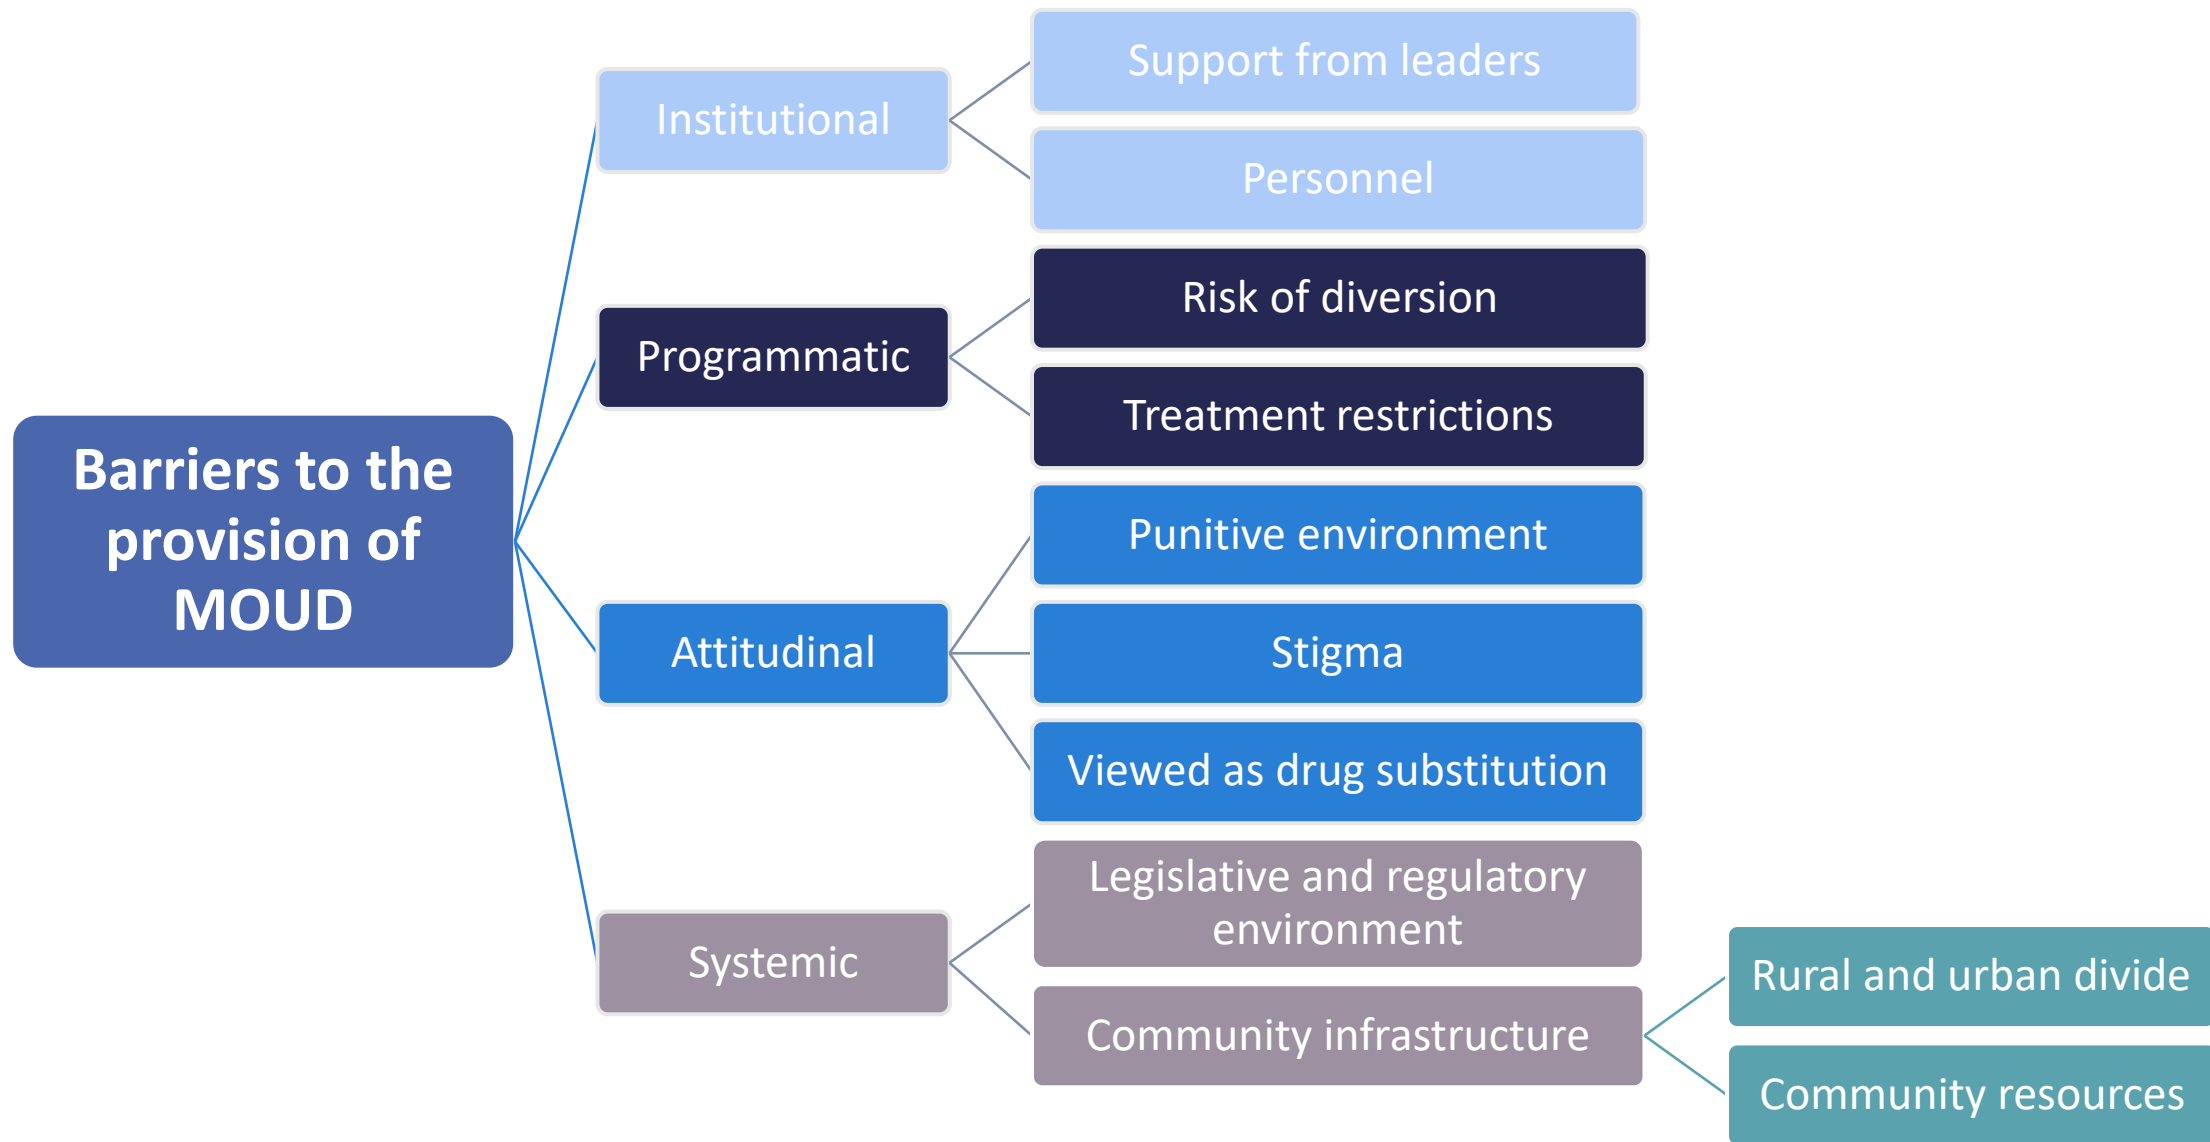 Barriers to the
provision of
MOUD
Institutional
Support from leaders
Personnel
Programmatic
Risk of diversion
Treatment restrictions
Attitudinal
Punitive environment
Stigma
Viewed as drug substitution
Systemic
Legislative and regulatory
environment
Community infrastructure
Rural and urban divide
Community resources